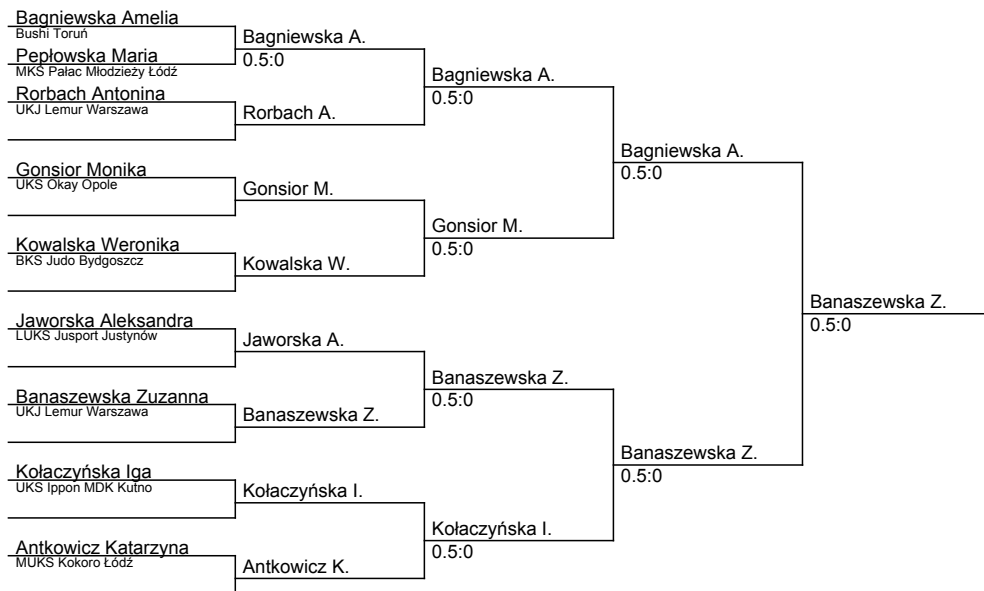 Bagniewska Amelia
Bushi Toruń
Pepłowska Maria
MKS Pałac Młodzieży Łódź
Rorbach Antonina
UKJ Lemur Warszawa
Gonsior Monika
UKS Okay Opole
Kowalska Weronika
BKS Judo Bydgoszcz
Jaworska Aleksandra
LUKS Jusport Justynów
Banaszewska Zuzanna
UKJ Lemur Warszawa
Kołaczyńska Iga
UKS Ippon MDK Kutno
Antkowicz Katarzyna
MUKS Kokoro Łódź
Bagniewska A.
0.5:0
Rorbach A.
Gonsior M.
Kowalska W.
Jaworska A.
Banaszewska Z.
Kołaczyńska I.
Antkowicz K.
Bagniewska A.
0.5:0
Gonsior M.
0.5:0
Banaszewska Z.
0.5:0
Kołaczyńska I.
0.5:0
Bagniewska A.
0.5:0
Banaszewska Z.
0.5:0
Banaszewska Z.
0.5:0